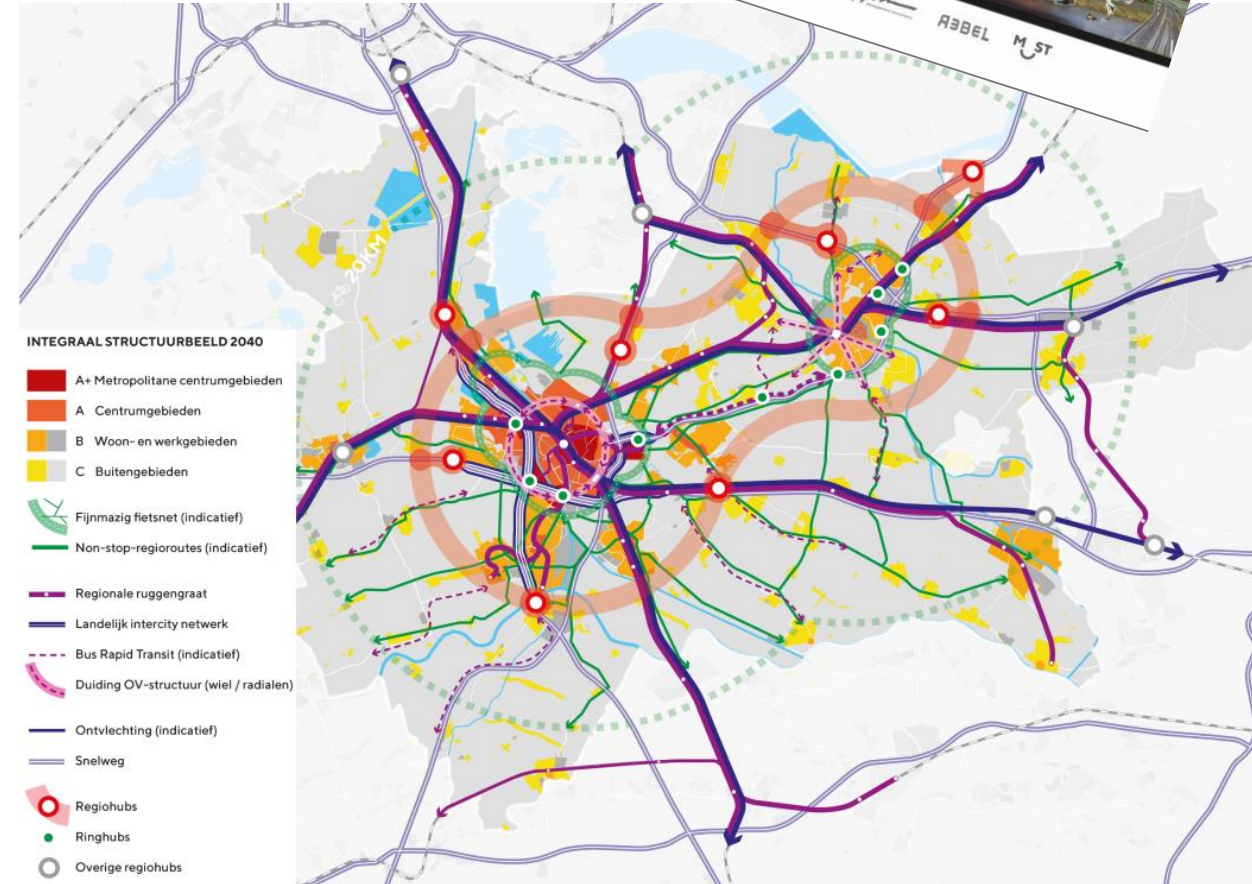 ABBEL
MUST
20KM
INTEGRAAL STRUCTUURBEELD 2040
A+ Metropolitane centrumgebieden
A Centrumgebieden
B Woon- en werkgebieden
C Buitengebieden
Fijnmazig fietsnet (indicatief)
Non-stop-regioroutes (indicatief)
Regionale ruggengraat
Landelijk intercity netwerk
Bus Rapid Transit (indicatief)
Duiding OV-structuur (wiel / radialen)
Ontvlechting (indicatief)
Snelweg
Regiohubs
Ringhubs
Overige regiohubs